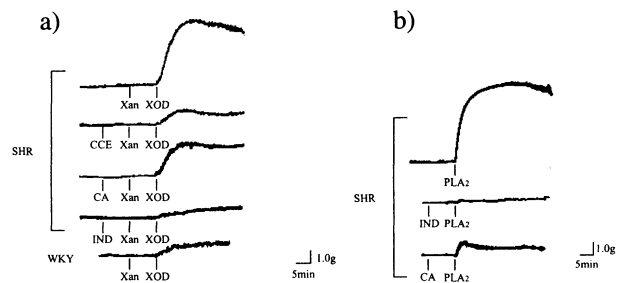 a)
Xan XOD
CCE Xan XOD
SHR
CA Xan XOD
IND Xan XOD
WKY
Xan XOD
1.0g
5min
b)
PLA2
SHR
IND PLA2
CA PLA2
1.0g
5min